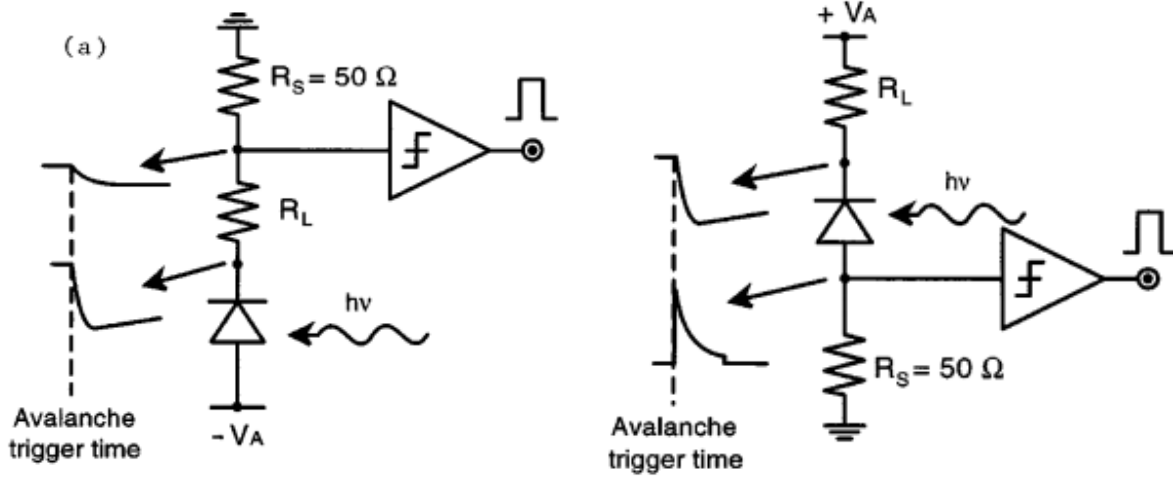 (a)
R_S = 50 Ω
R_L
hν
Avalanche
trigger time
- V_A
+ V_A
R_L
hν
R_S = 50 Ω
Avalanche
trigger time